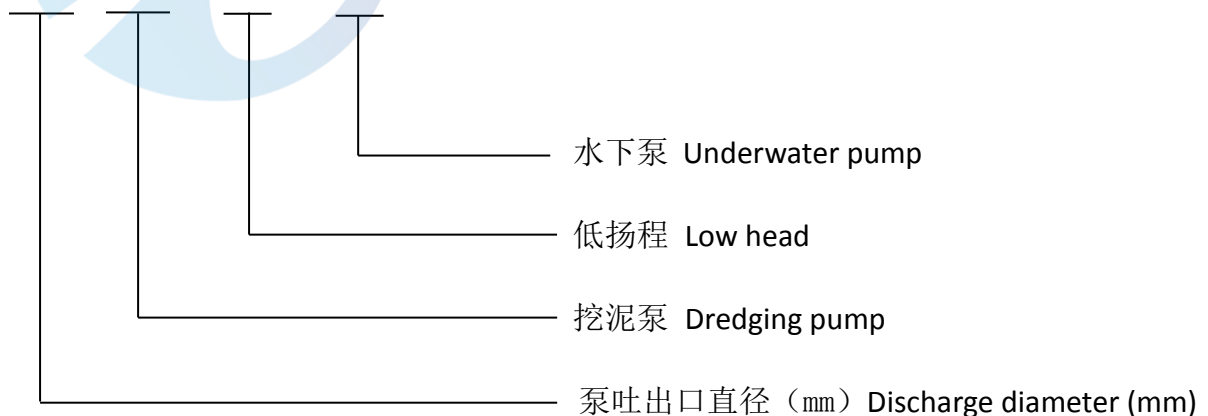 水下泵 Underwater pump
低扬程 Low head
挖泥泵 Dredging pump
泵吐出口直径（mm）Discharge diameter (mm)